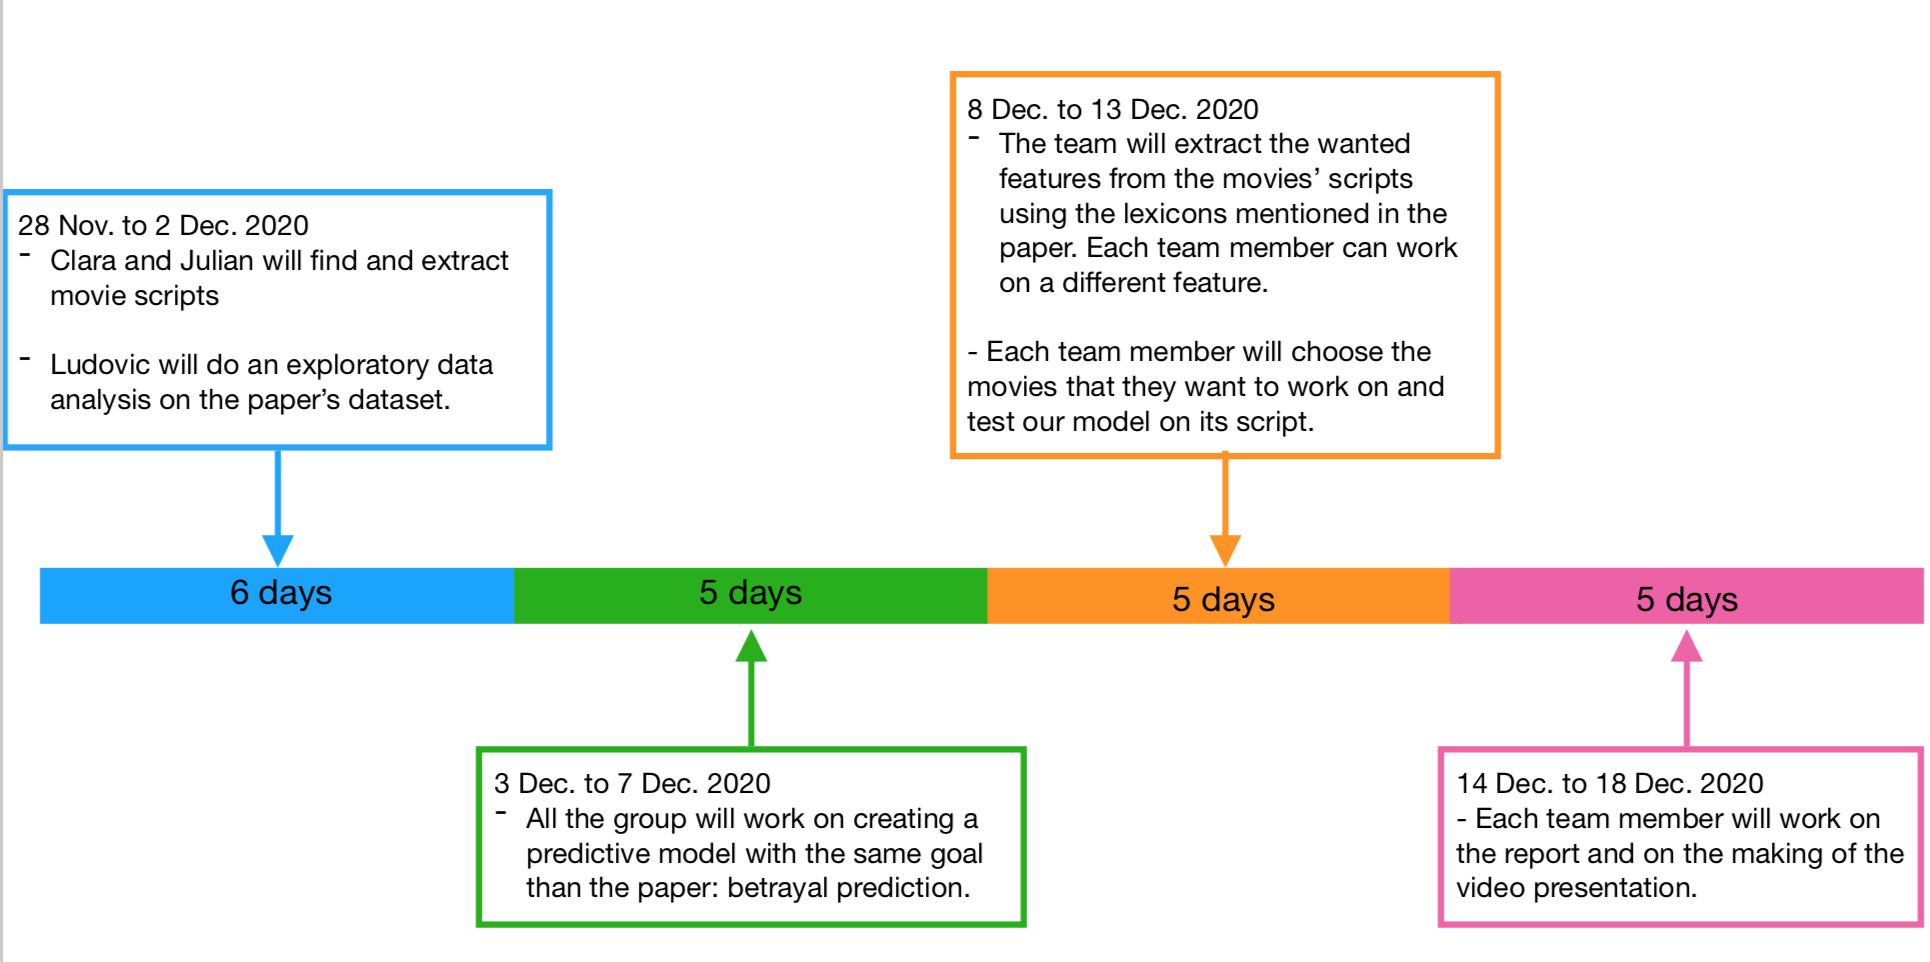 8 Dec. to 13 Dec. 2020
- The team will extract the wanted
features from the movies’ scripts
using the lexicons mentioned in the
paper. Each team member can work
on a different feature.
- Each team member will choose the
movies that they want to work on and
test our model on its script.
28 Nov. to 2 Dec. 2020
- Clara and Julian will find and extract
movie scripts
- Ludovic will do an exploratory data
analysis on the paper’s dataset.
6 days
5 days
5 days
5 days
3 Dec. to 7 Dec. 2020
- All the group will work on creating a
predictive model with the same goal
than the paper: betrayal prediction.
14 Dec. to 18 Dec. 2020
- Each team member will work on
the report and on the making of the
video presentation.